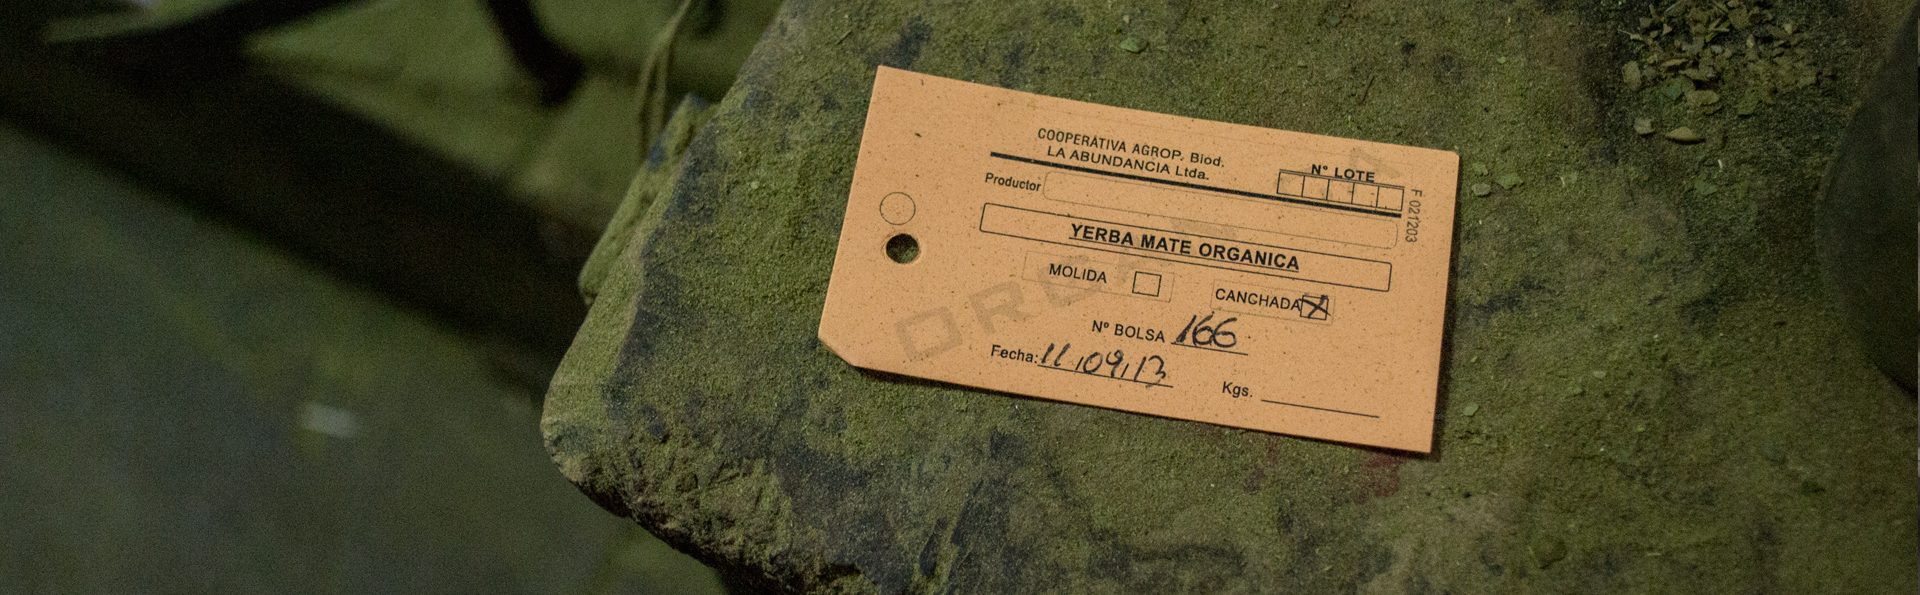 COOPERATIVA AGROP. Biod.
LA ABUNDANCIA Ltda.
Nº LOTE
Productor
F 021203
YERBA MATE ORGANICA
MOLIDA
CANCHADA X
Nº BOLSA 166
Fecha: 11,09,13
Kgs.